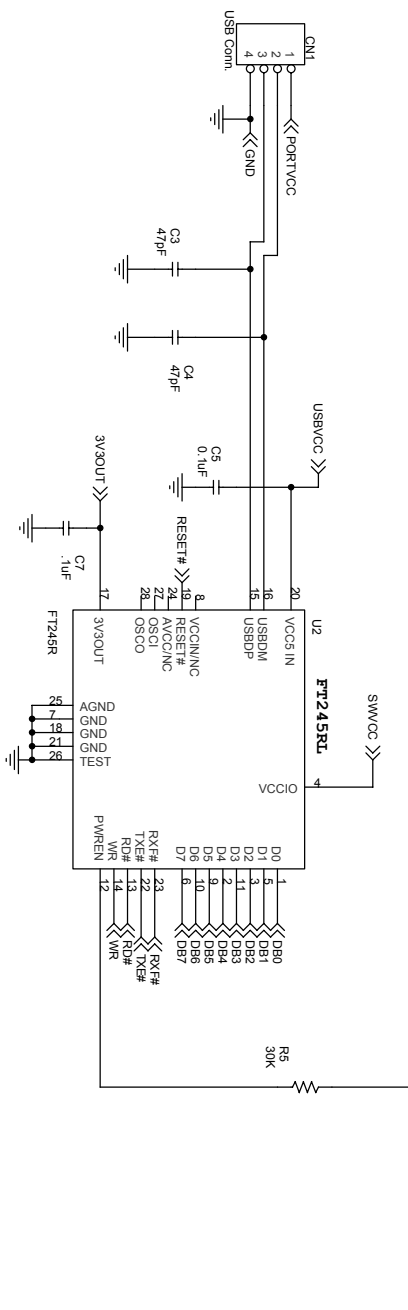 CN1
1
2
3
4
USB Conn.
PORTVCC
GND
C3
47pF
C4
47pF
USBVCC
C5
0.1uF
3V3OUT
C7
.1uF
RESET#
U2
FT245RL
FT245R
20
VCC5 IN
16
USBDM
15
USBDP
8
VCCIN/NC
19
RESET#
24
AVCC/NC
27
OSCI
28
OSCO
17
3V3OUT
25
AGND
7
GND
18
GND
21
GND
26
TEST
SWVCC
4
VCCIO
D0
1
DB0
D1
5
DB1
D2
3
DB2
D3
11
DB3
D4
2
DB4
D5
9
DB5
D6
10
DB6
D7
6
DB7
RXF#
23
RXF#
TXE#
22
TXE#
RD#
13
RD#
WR
14
WR
PWREN
12
R5
30K